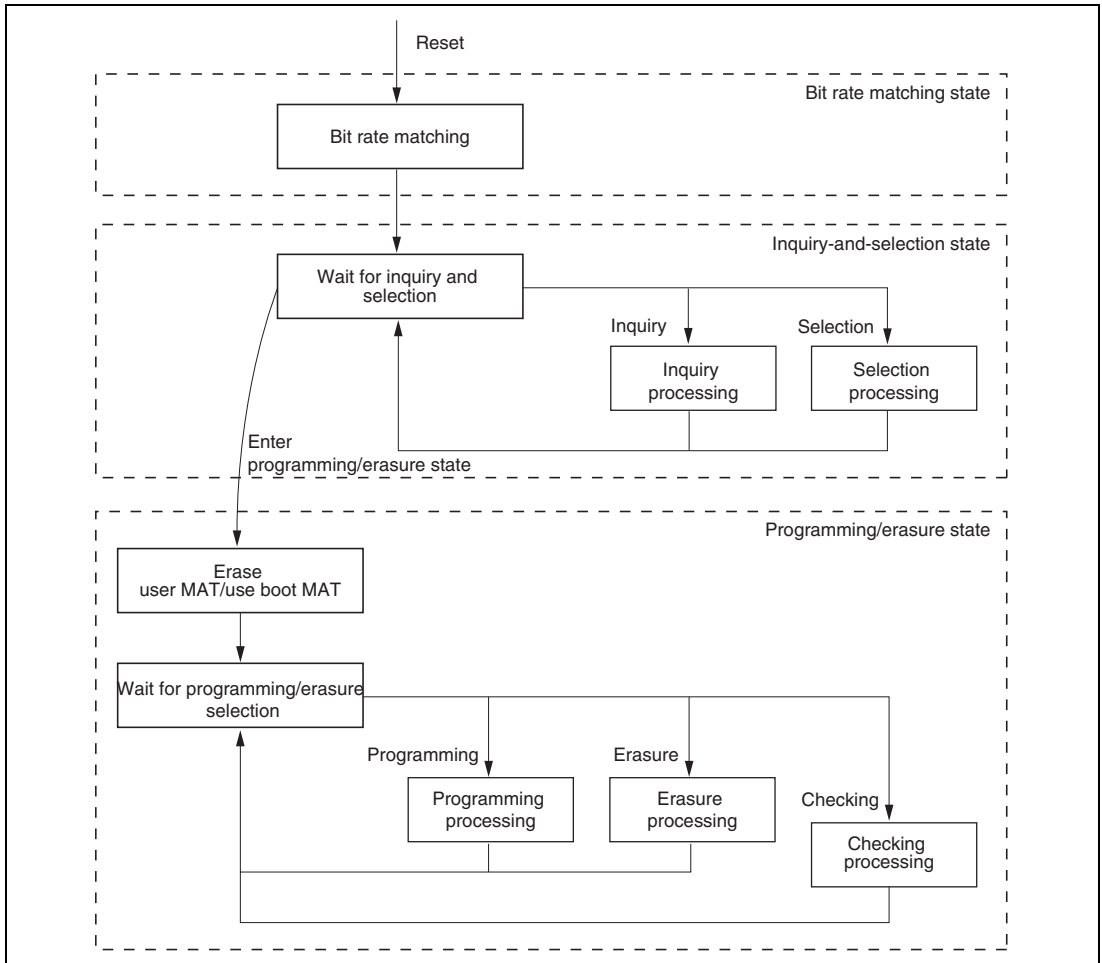 Reset
Bit rate matching state
Bit rate matching
Inquiry-and-selection state
Wait for inquiry and
selection
Inquiry
Selection
Inquiry
processing
Selection
processing
Enter
programming/erasure state
Programming/erasure state
Erase
user MAT/use boot MAT
Wait for programming/erasure
selection
Programming
Erasure
Checking
Programming
processing
Erasure
processing
Checking
processing